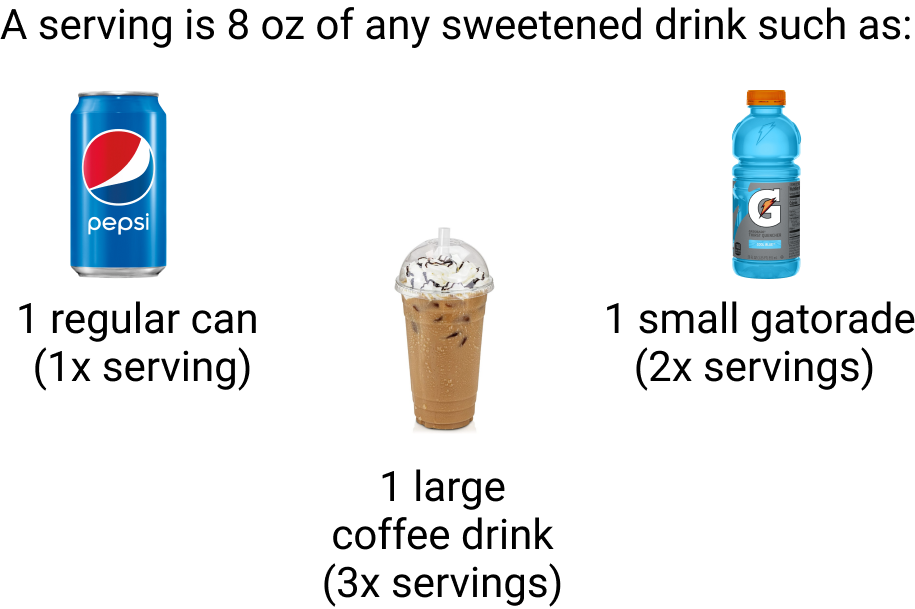 A serving is 8 oz of any sweetened drink such as:
pepsi
G
1 regular can
(1x serving)
1 small gatorade
(2x servings)
1 large
coffee drink
(3x servings)